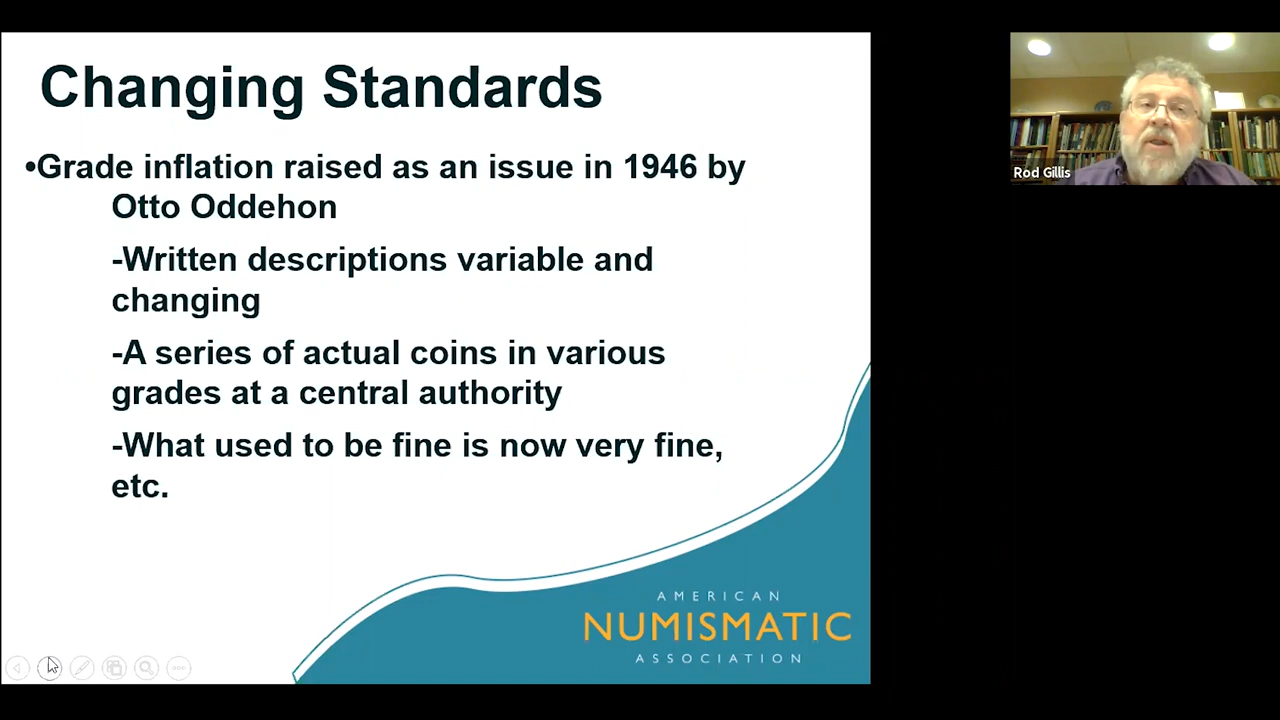 Changing Standards
•Grade inflation raised as an issue in 1946 by
Otto Oddehon
-Written descriptions variable and
changing
-A series of actual coins in various
grades at a central authority
-What used to be fine is now very fine,
etc.
AMERICAN
NUMISMATIC
ASSOCIATION
Rod Gillis